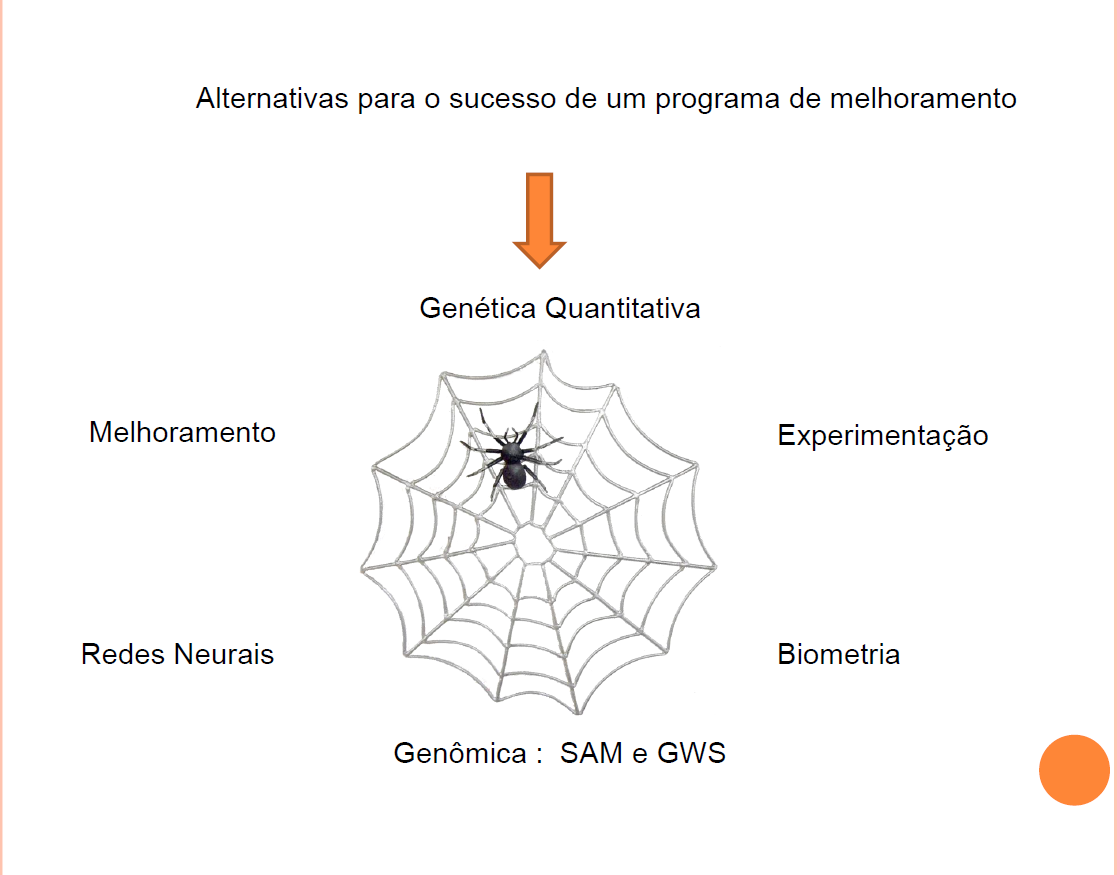 Alternativas para o sucesso de um programa de melhoramento
Genética Quantitativa
Melhoramento
Experimentação
Redes Neurais
Biometria
Genômica : SAM e GWS